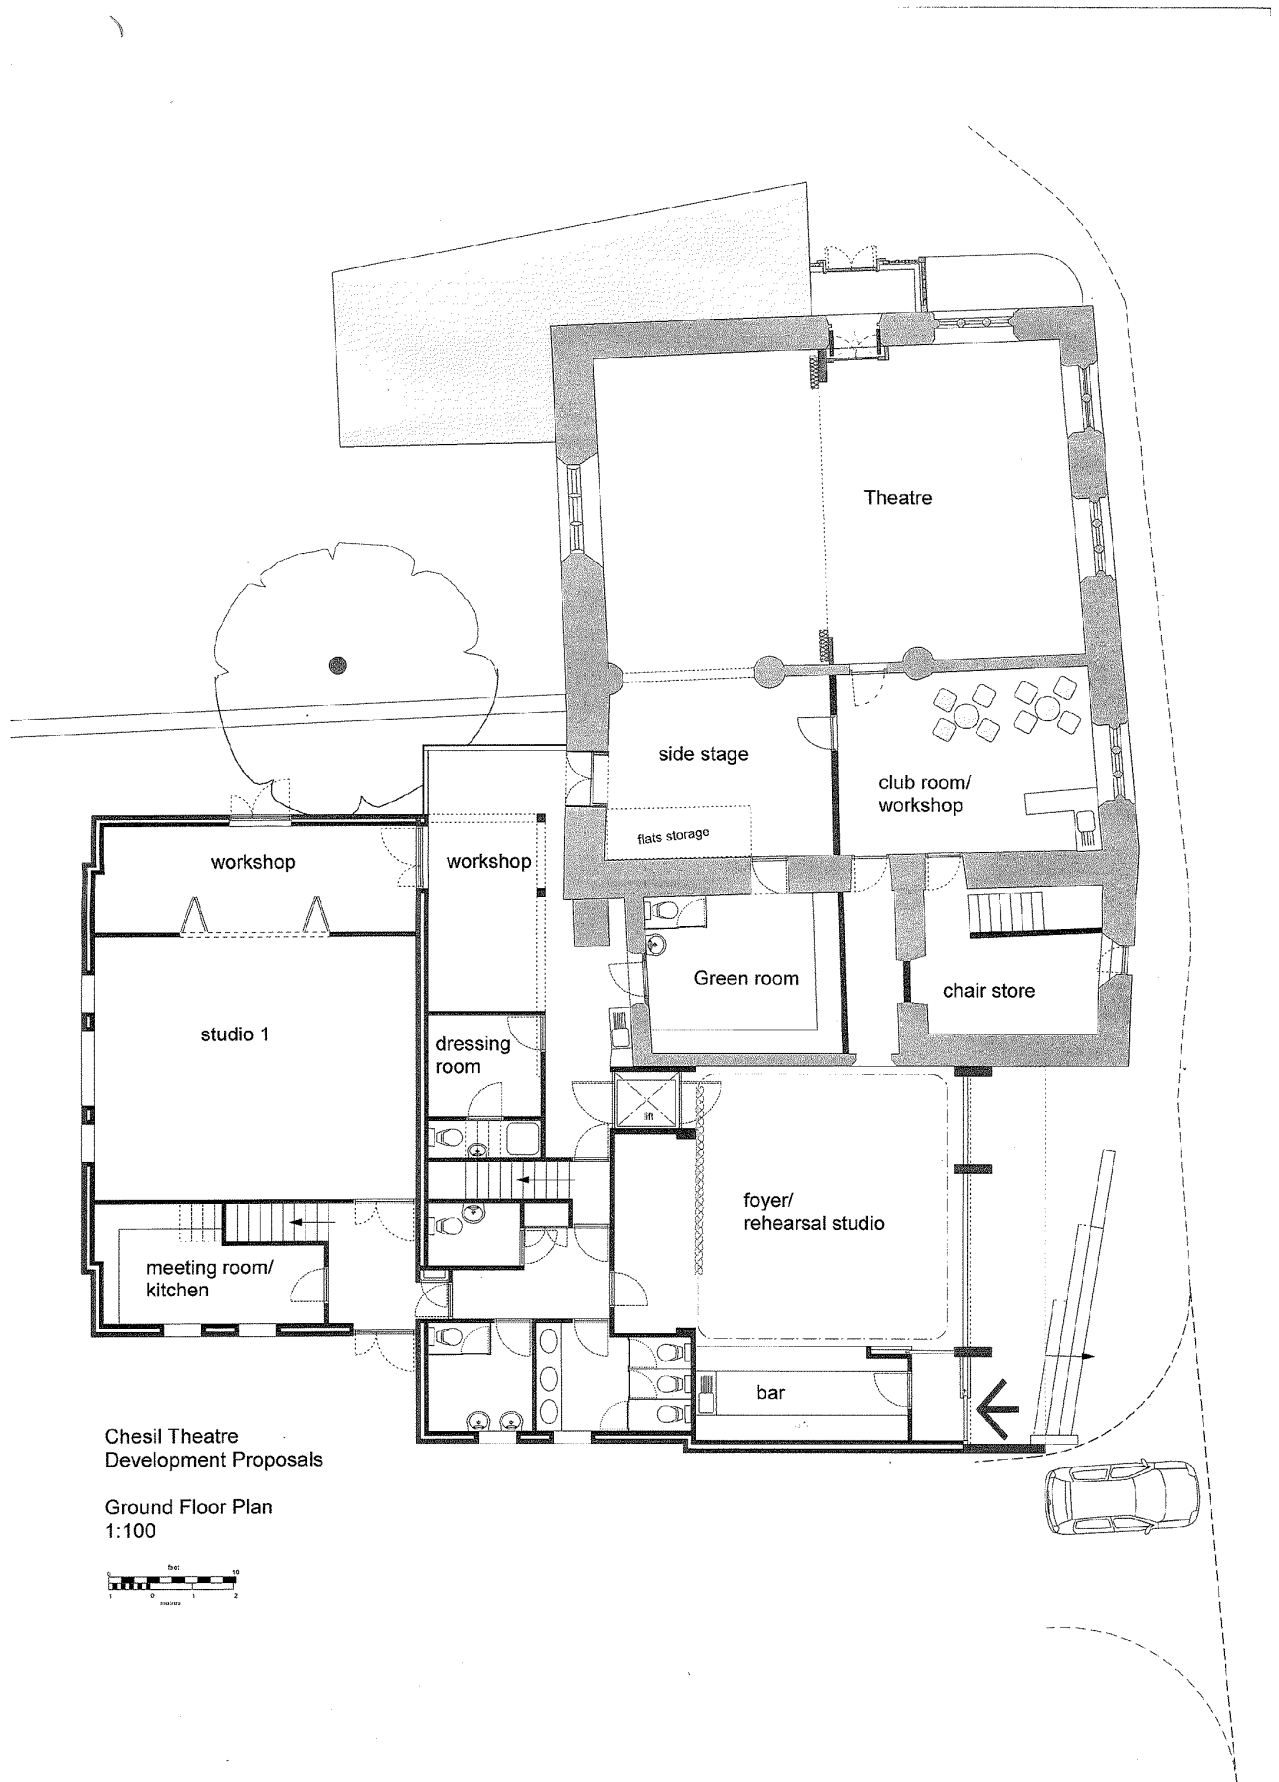 Theatre
side stage
club room/
workshop
flats storage
workshop
workshop
Green room
chair store
studio 1
dressing
room
lift
foyer/
rehearsal studio
meeting room/
kitchen
bar
Chesil Theatre
Development Proposals
Ground Floor Plan
1:100
feet
0 10
1 0 1 2
metres